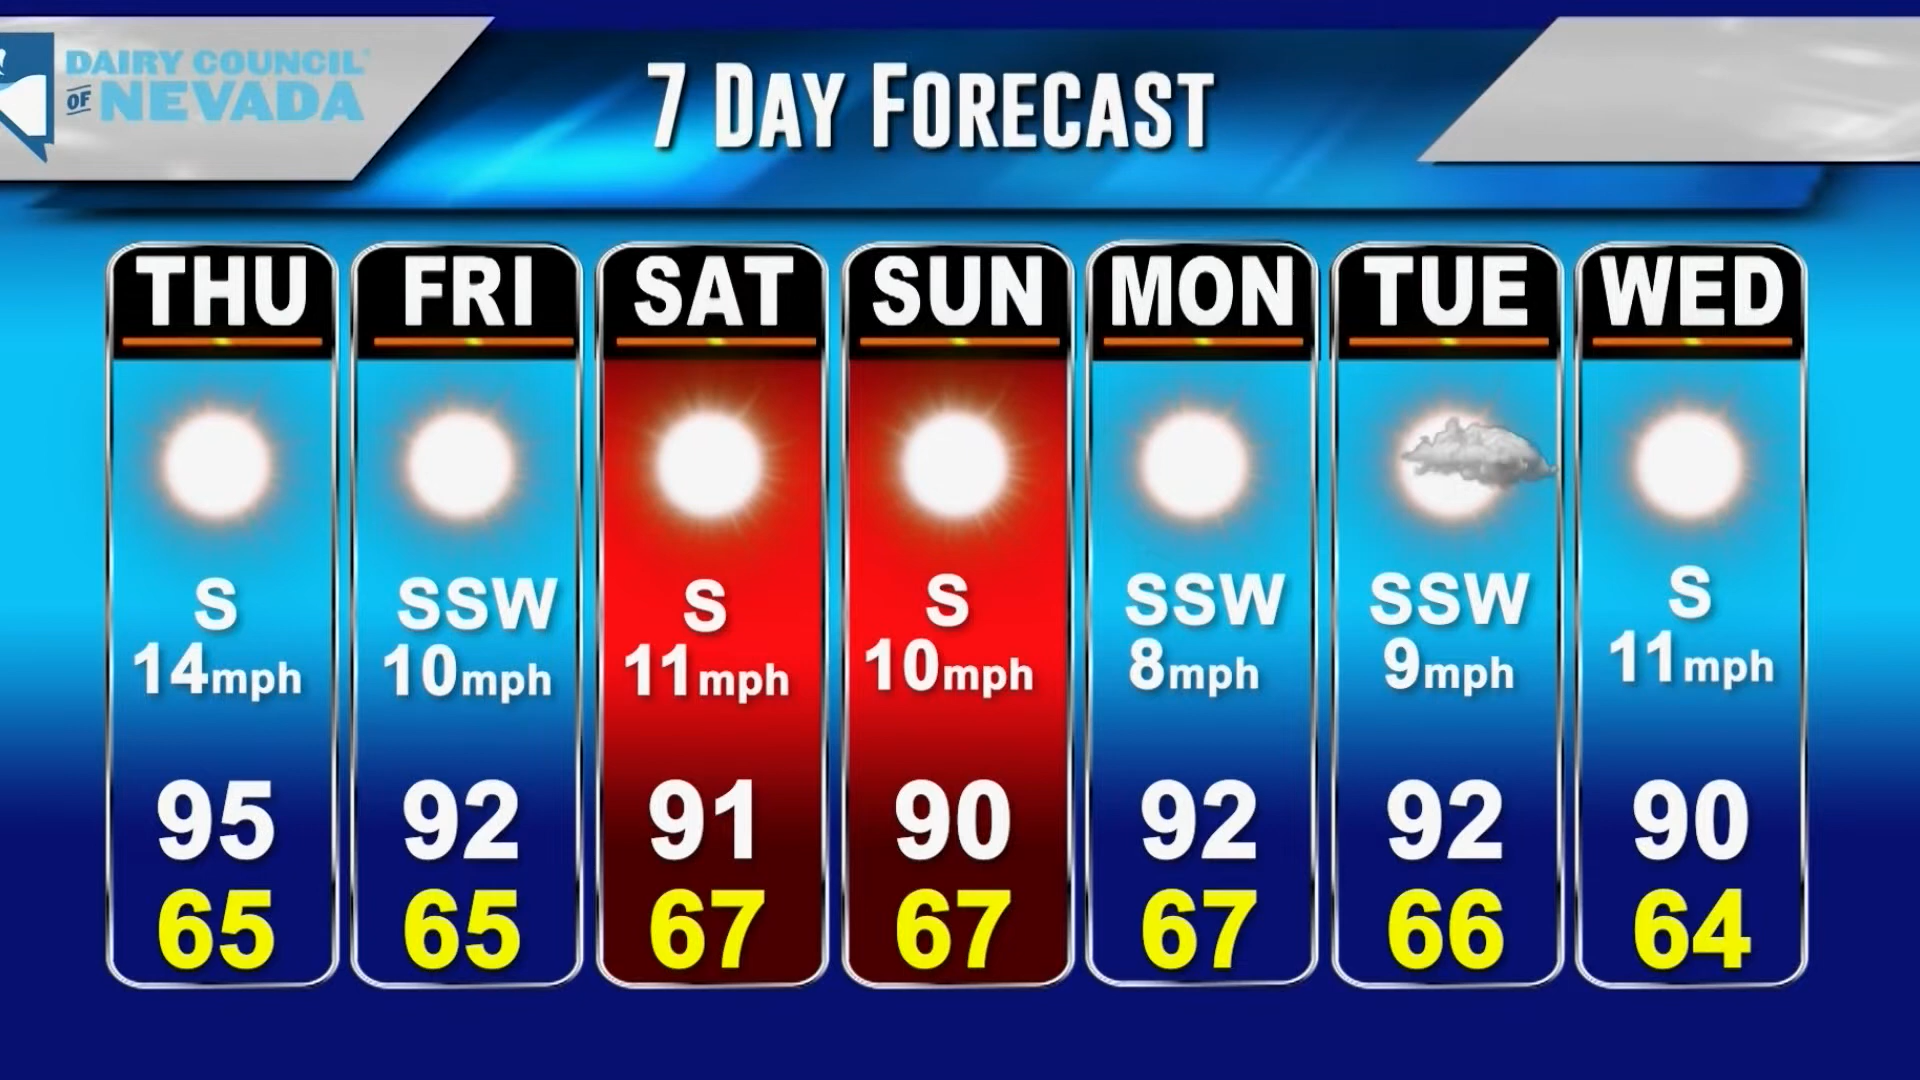 DAIRY COUNCIL
OF NEVADA
7 DAY FORECAST
THU
S
14mph
95
65
FRI
SSW
10mph
92
65
SAT
S
11mph
91
67
SUN
S
10mph
90
67
MON
SSW
8mph
92
67
TUE
SSW
9mph
92
66
WED
S
11mph
90
64